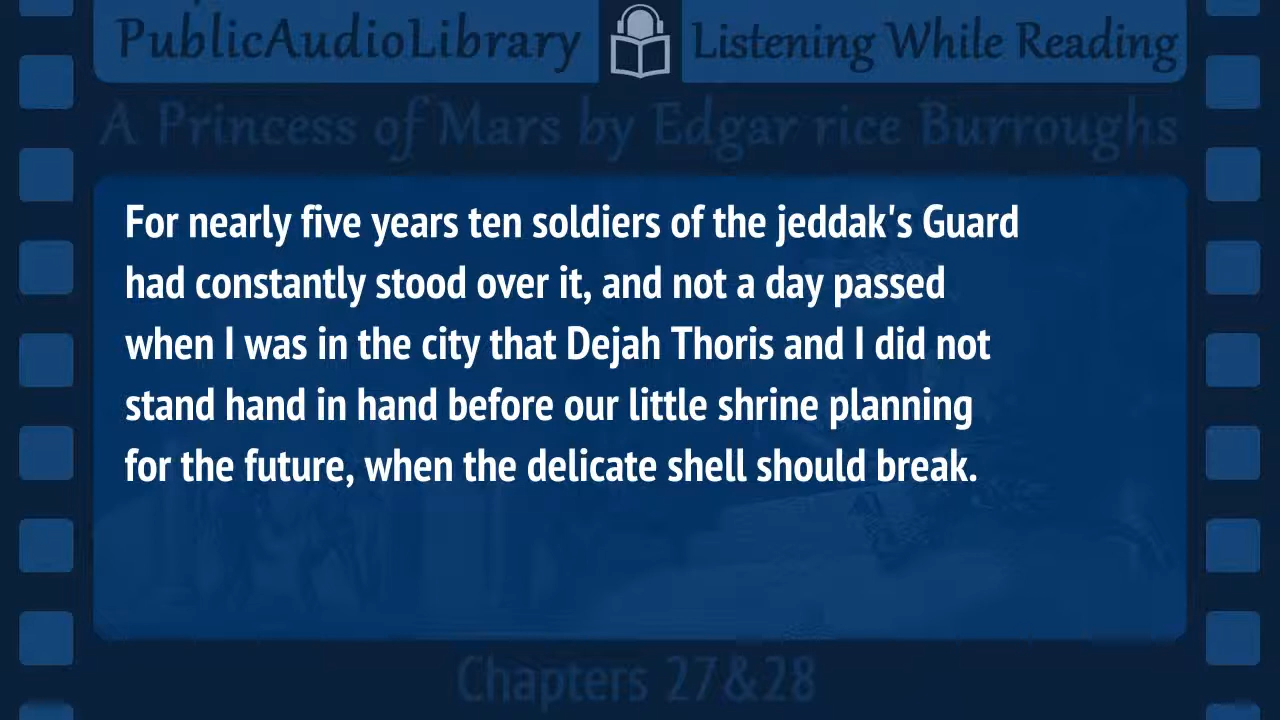 PublicAudioLibrary Listening While Reading
A Princess of Mars by Edgar rice Burroughs
For nearly five years ten soldiers of the jeddak's Guard
had constantly stood over it, and not a day passed
when I was in the city that Dejah Thoris and I did not
stand hand in hand before our little shrine planning
for the future, when the delicate shell should break.
Chapters 27&28